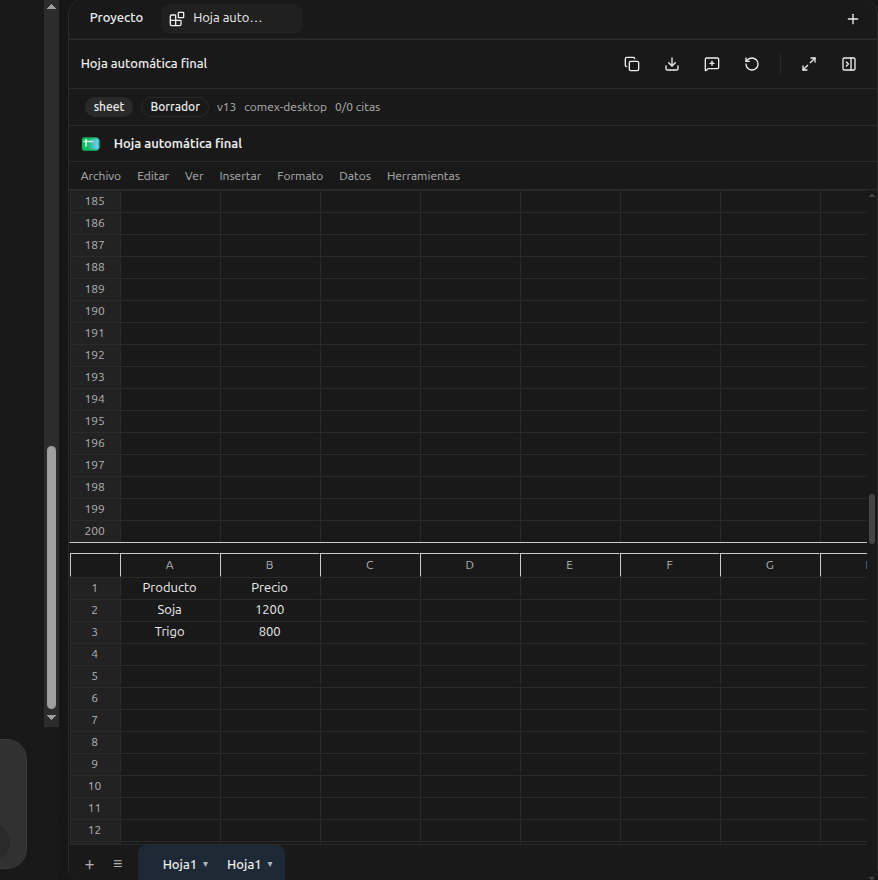 Proyecto Hoja auto... +
Hoja automática final
sheet Borrador v13 comex-desktop 0/0 citas
Hoja automática final
Archivo Editar Ver Insertar Formato Datos Herramientas
185
186
187
188
189
190
191
192
193
194
195
196
197
198
199
200
A B C D E F G
1 Producto Precio
2 Soja 1200
3 Trigo 800
4
5
6
7
8
9
10
11
12
+ ≡ Hoja1 ▾ Hoja1 ▾